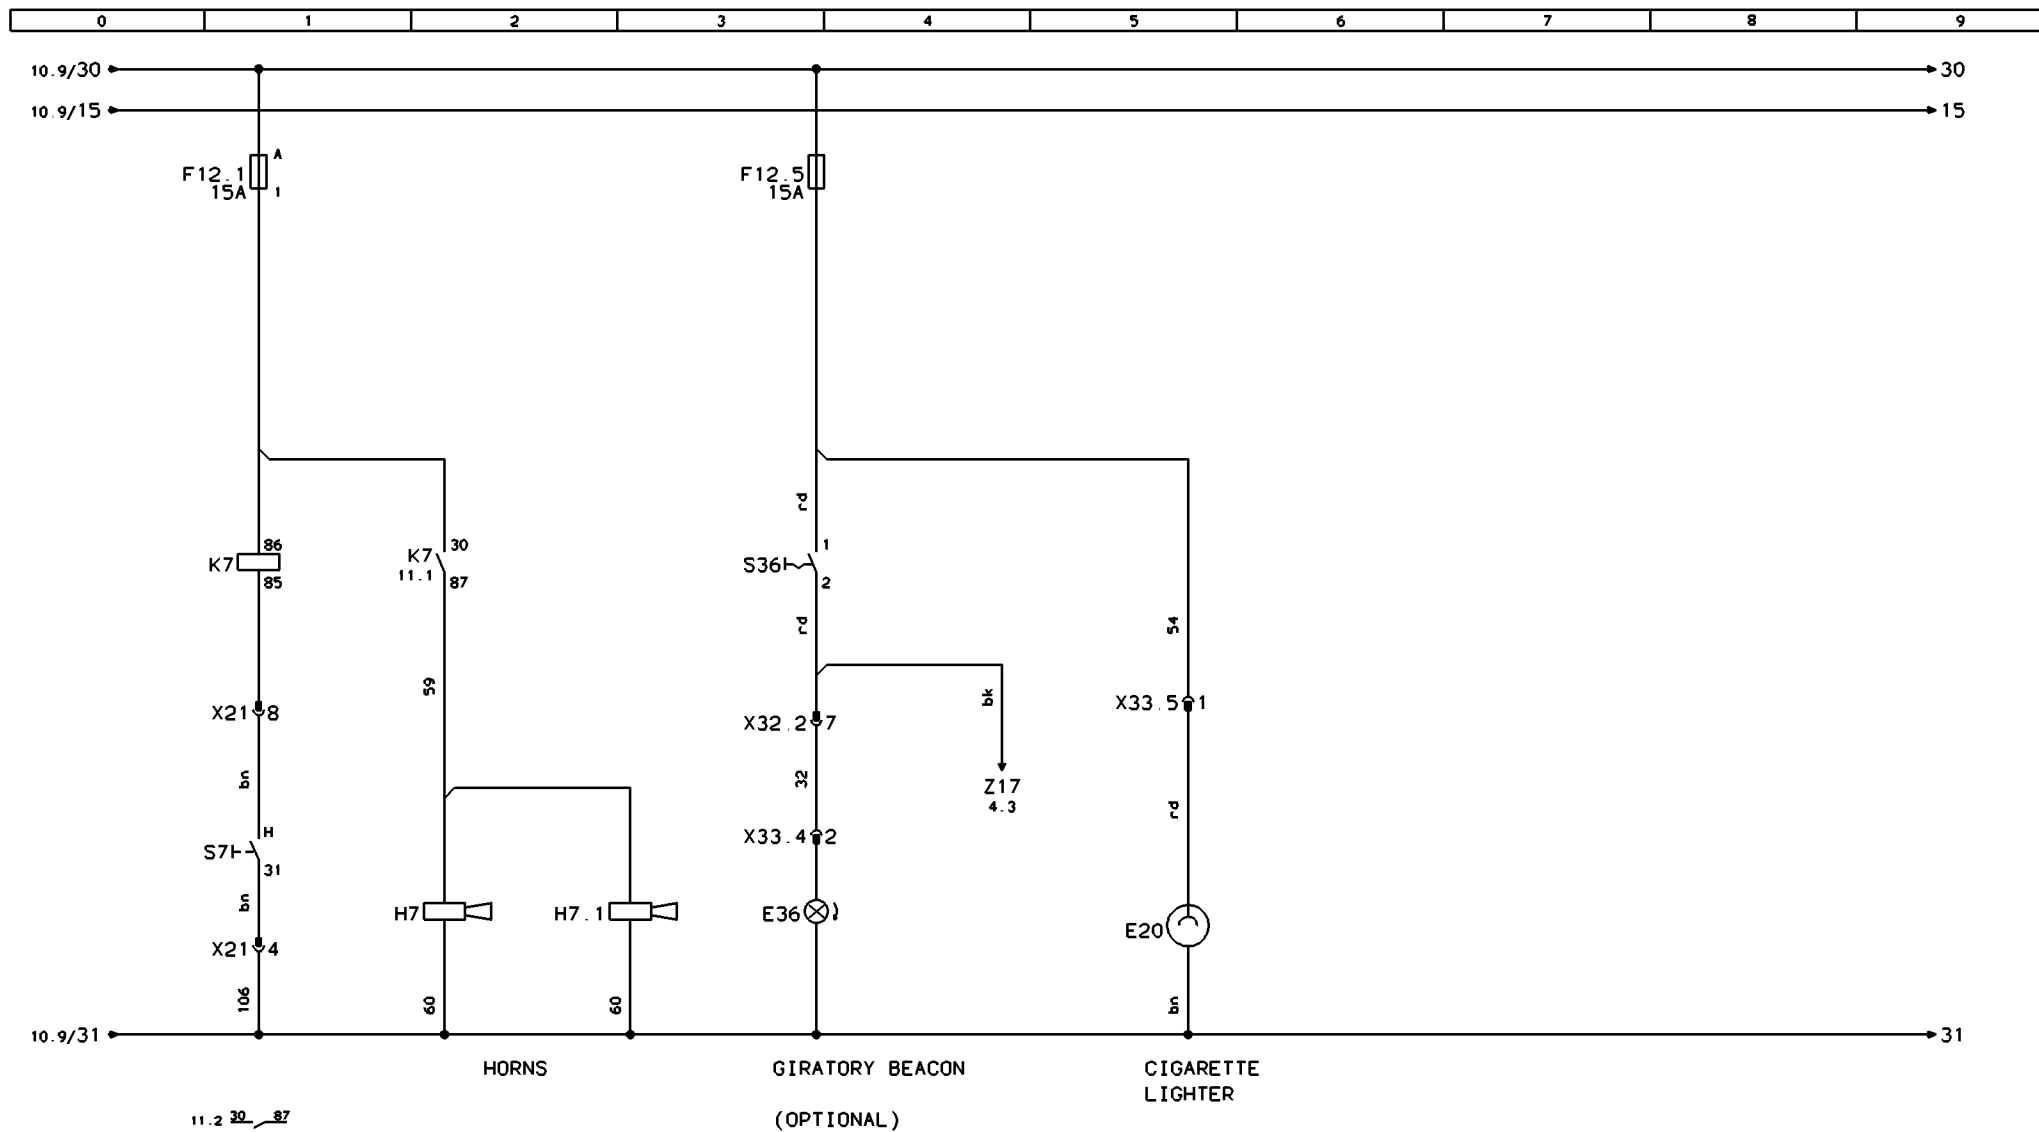 0 1 2 3 4 5 6 7 8 9
10.9/30 30
10.9/15 15
A
F12.1 F12.5
15A 1 15A
rd
86 K7 30 1
K7 S36
85 11.1 87 2
rd 54
59 bk
X21 8 X32.2 7 X33.5 1
bn 32 Z17
4.3
rd
H X33.4 2
S7
31
bn
H7 H7.1 E36 E20
X21 4
106 60 60 bn
10.9/31 31
HORNS GIRATORY BEACON CIGARETTE
LIGHTER
11.2 30 87 (OPTIONAL)